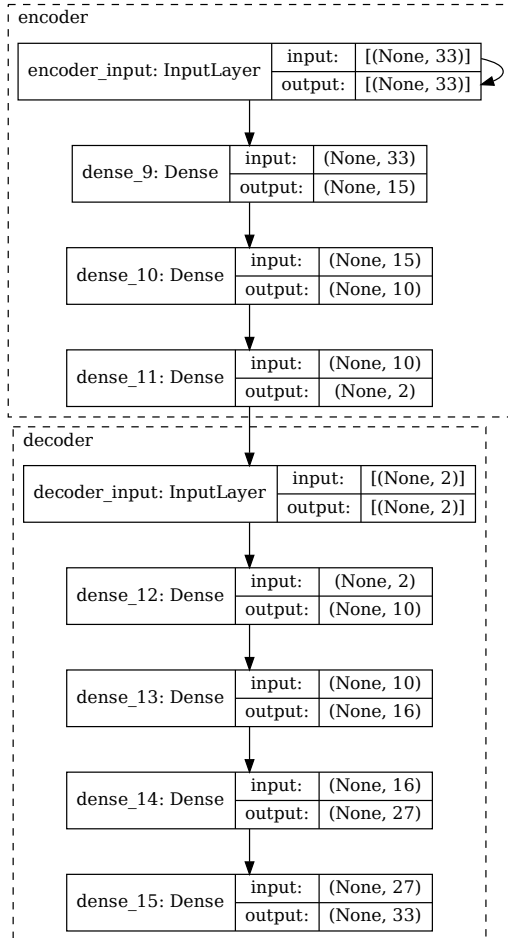 encoder
encoder_input: InputLayer
input: [(None, 33)]
output: [(None, 33)]
dense_9: Dense
input: (None, 33)
output: (None, 15)
dense_10: Dense
input: (None, 15)
output: (None, 10)
dense_11: Dense
input: (None, 10)
output: (None, 2)
decoder
decoder_input: InputLayer
input: [(None, 2)]
output: [(None, 2)]
dense_12: Dense
input: (None, 2)
output: (None, 10)
dense_13: Dense
input: (None, 10)
output: (None, 16)
dense_14: Dense
input: (None, 16)
output: (None, 27)
dense_15: Dense
input: (None, 27)
output: (None, 33)